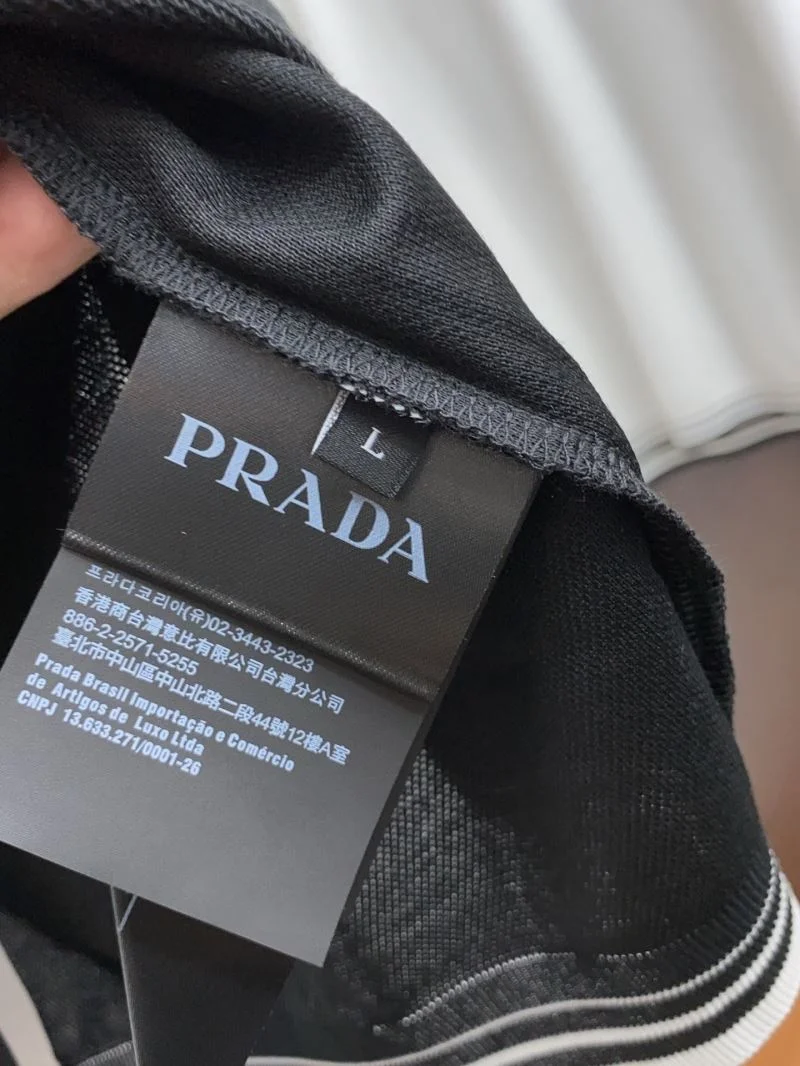 L
PRADA
프라다코리아(유)02-3443-2323
香港商台灣意比有限公司台灣分公司
886-2-2571-5255
臺北市中山區中山北路二段44號12樓A室
Prada Brasil Importação e Comércio
de Artigos de Luxo Ltda
CNPJ 13.633.271/0001-26